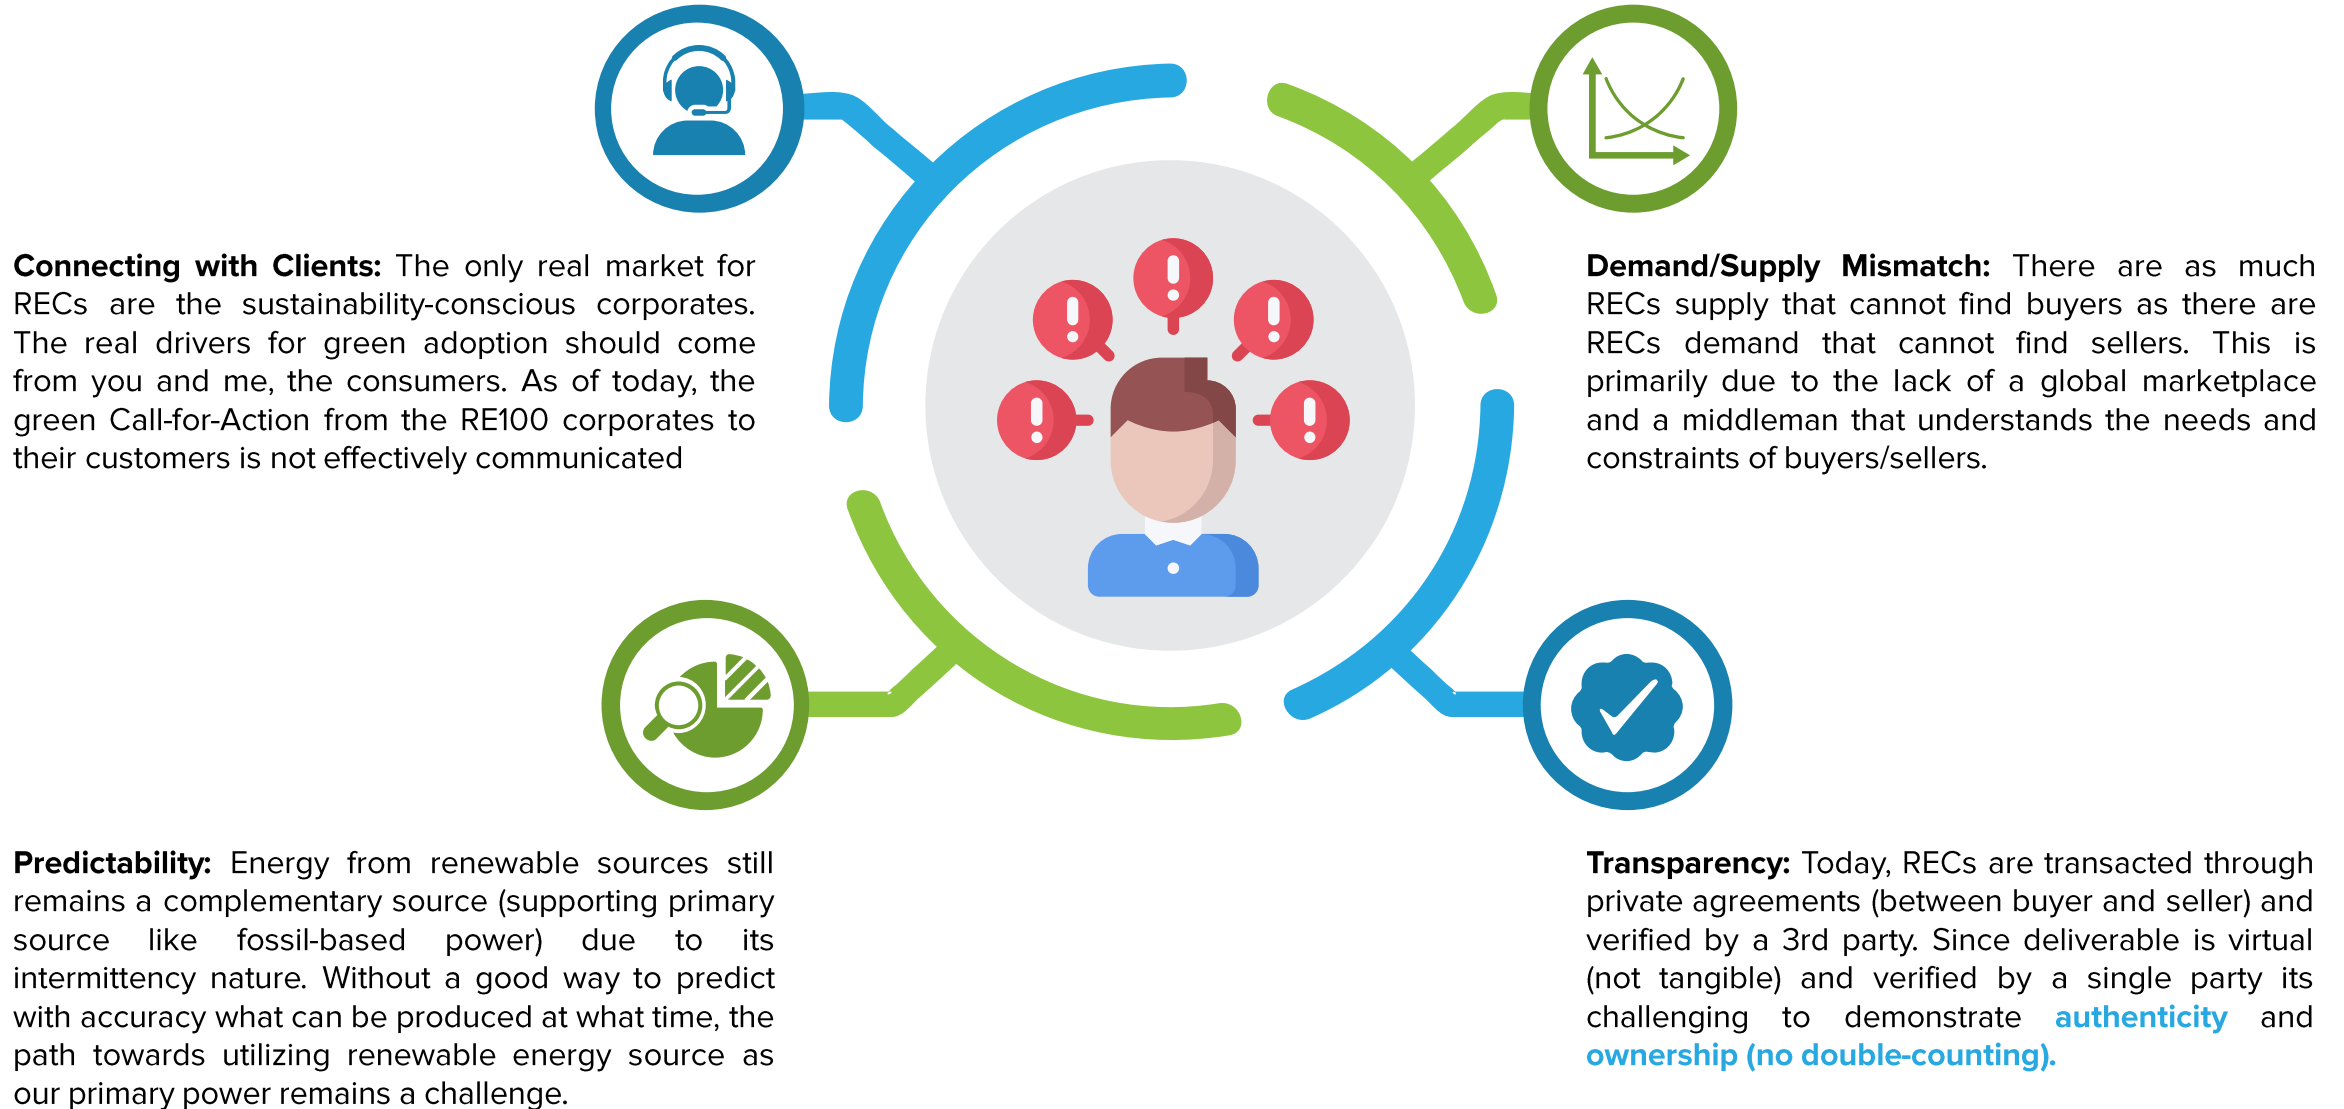 Connecting with Clients: The only real market for
RECs are the sustainability-conscious corporates.
The real drivers for green adoption should come
from you and me, the consumers. As of today, the
green Call-for-Action from the RE100 corporates to
their customers is not effectively communicated
Demand/Supply Mismatch: There are as much
RECs supply that cannot find buyers as there are
RECs demand that cannot find sellers. This is
primarily due to the lack of a global marketplace
and a middleman that understands the needs and
constraints of buyers/sellers.
Predictability: Energy from renewable sources still
remains a complementary source (supporting primary
source like fossil-based power) due to its
intermittency nature. Without a good way to predict
with accuracy what can be produced at what time, the
path towards utilizing renewable energy source as
our primary power remains a challenge.
Transparency: Today, RECs are transacted through
private agreements (between buyer and seller) and
verified by a 3rd party. Since deliverable is virtual
(not tangible) and verified by a single party its
challenging to demonstrate authenticity and
ownership (no double-counting).